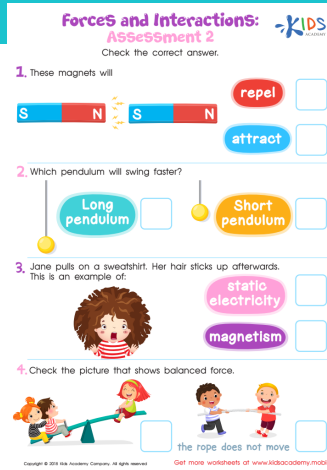 Forces and Interactions:
Assessment 2
KIDS
ACADEMY
Check the correct answer.
1. These magnets will
repel
S N S N
attract
2. Which pendulum will swing faster?
Long
pendulum
Short
pendulum
3. Jane pulls on a sweatshirt. Her hair sticks up afterwards.
This is an example of:
static
electricity
magnetism
4. Check the picture that shows balanced force.
the rope does not move
Copyright © 2015 Kids Academy Company. All rights reserved
Get more worksheets at www.kidsacademy.mobi